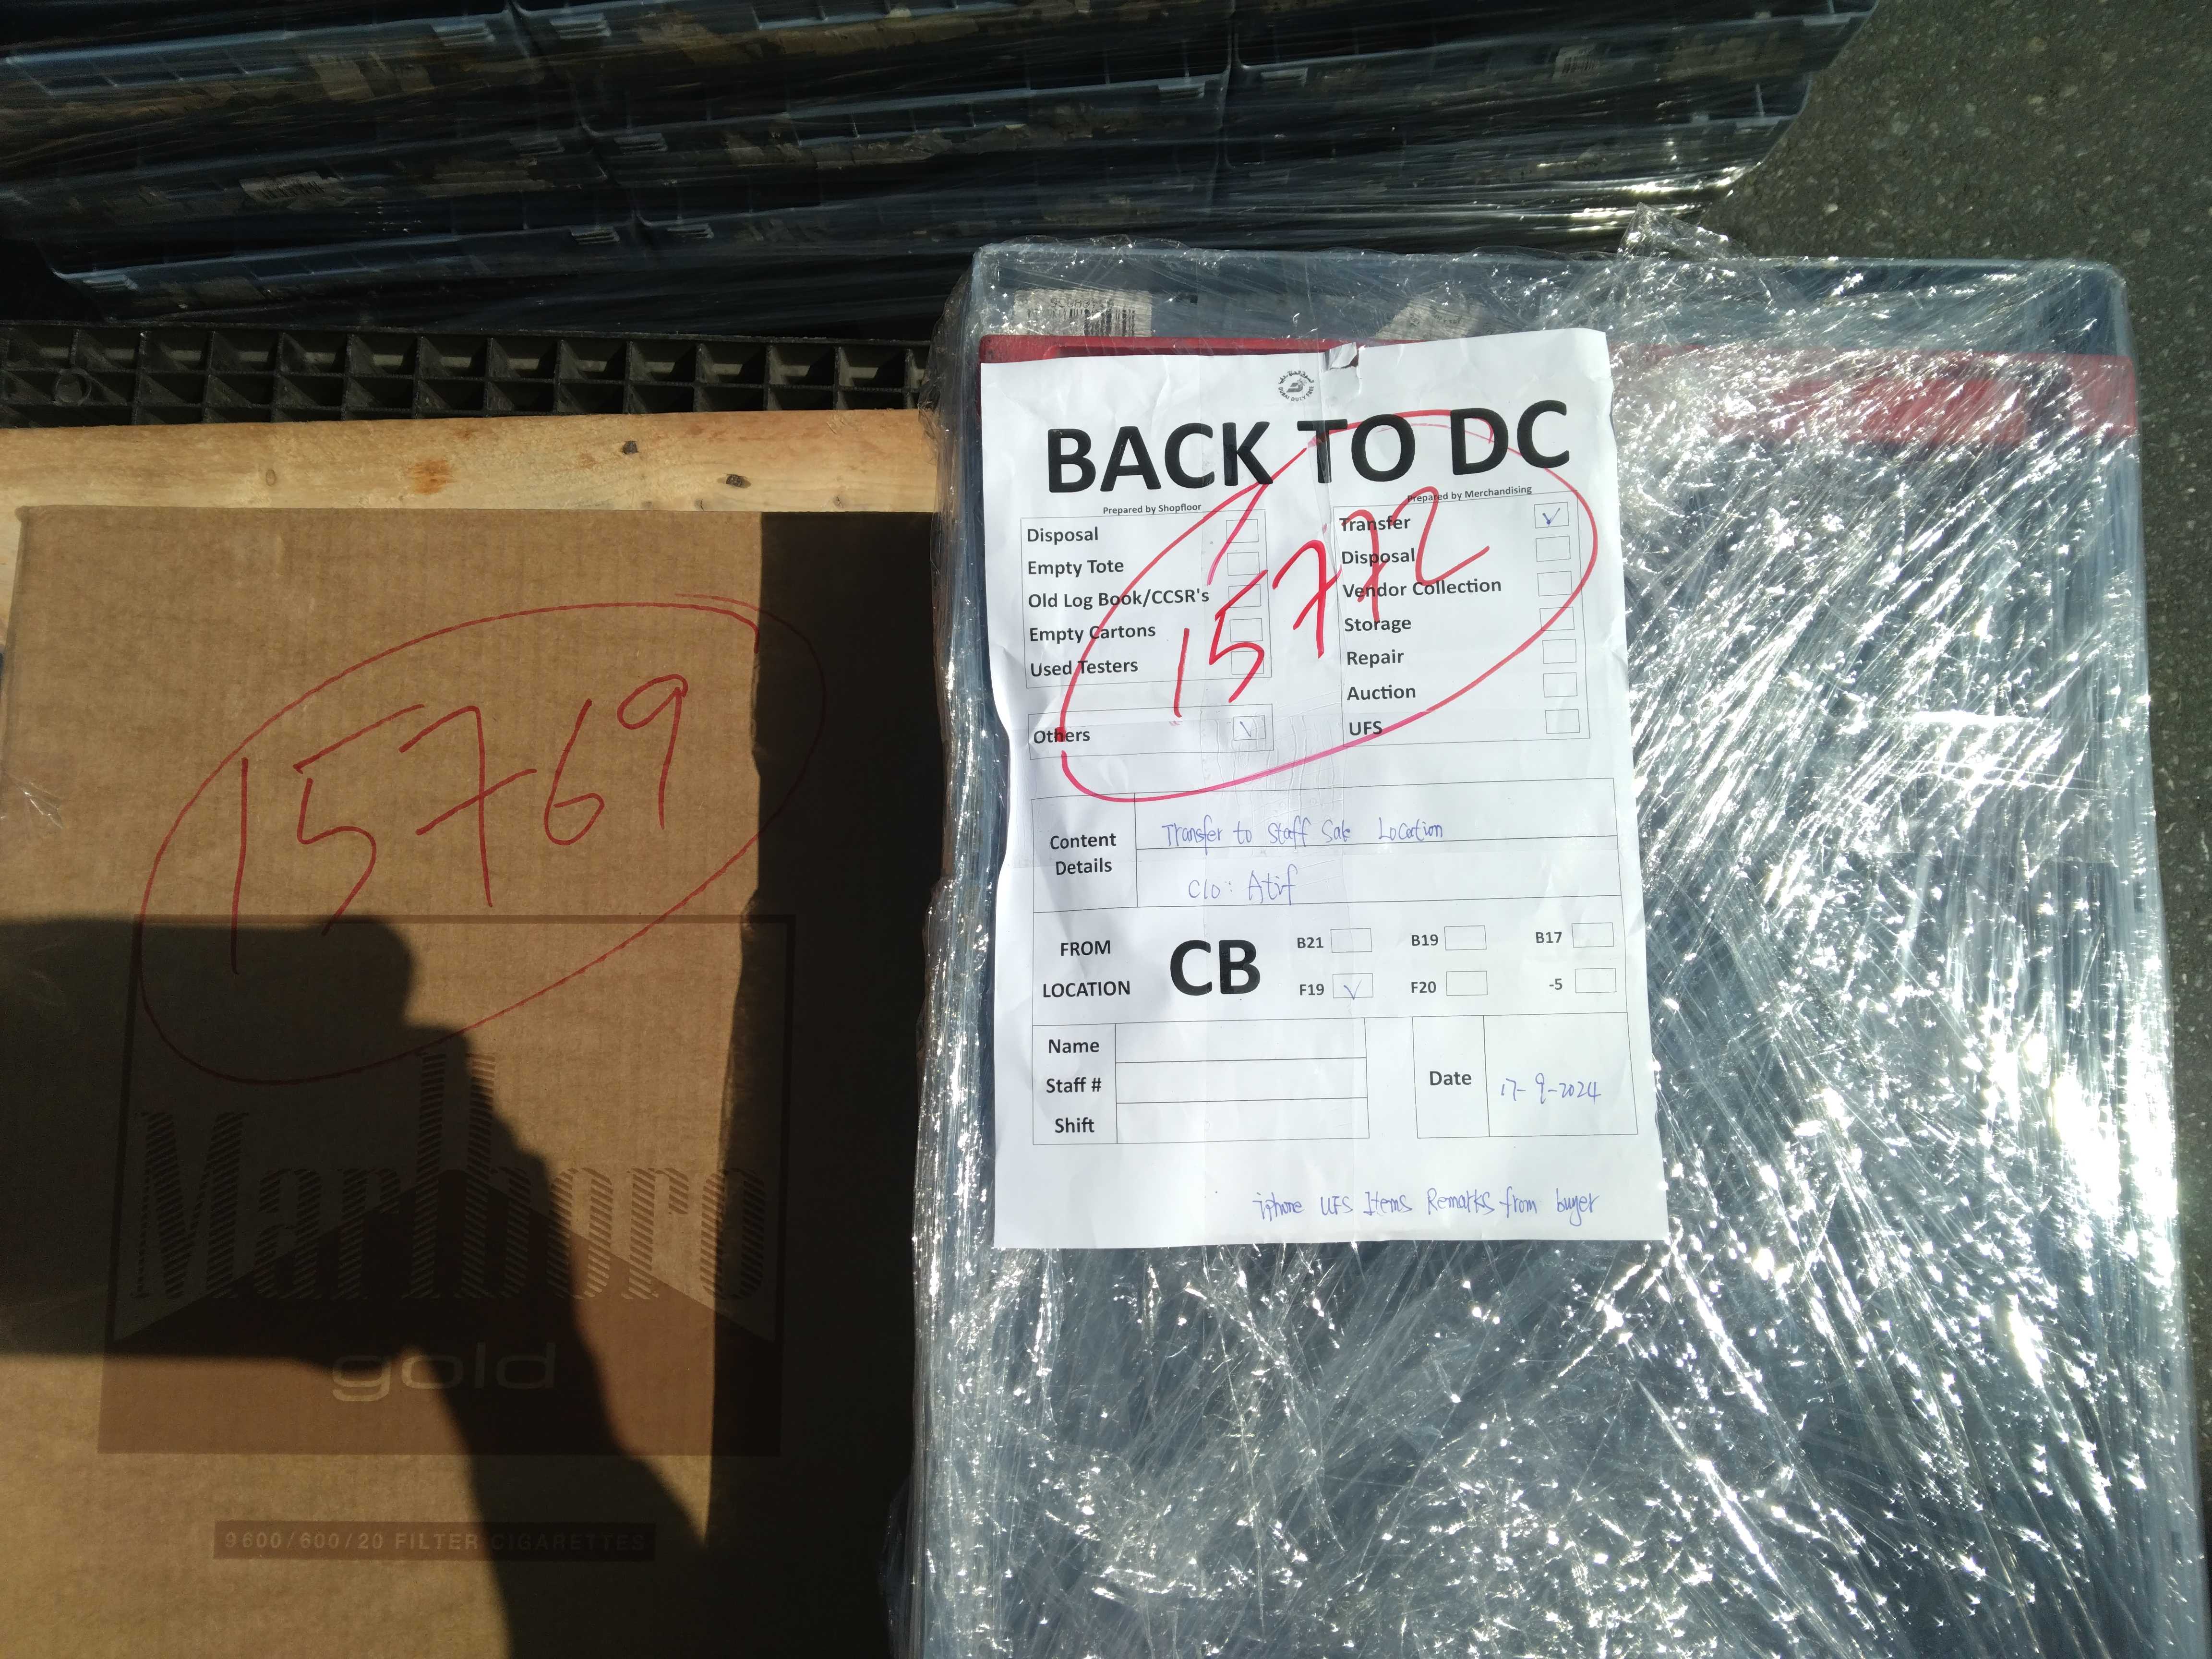 BACK TO DC
Prepared by Shopfloor
Disposal
Empty Tote
Old Log Book/CCSR's
Empty Cartons
Used Testers
Others
Prepared by Merchandising
Transfer
Disposal
Vendor Collection
Storage
Repair
Auction
UFS
15772
Content Details
Transfer to Staff Sale Location
C/o: Atif
FROM LOCATION
CB
B21 B19 B17
F19 F20 -5
Name
Staff #
Shift
Date
17-9-2024
iphone UFS Items Remarks from buyer
15769
Marlboro
gold
9600/600/20 FILTER CIGARETTES